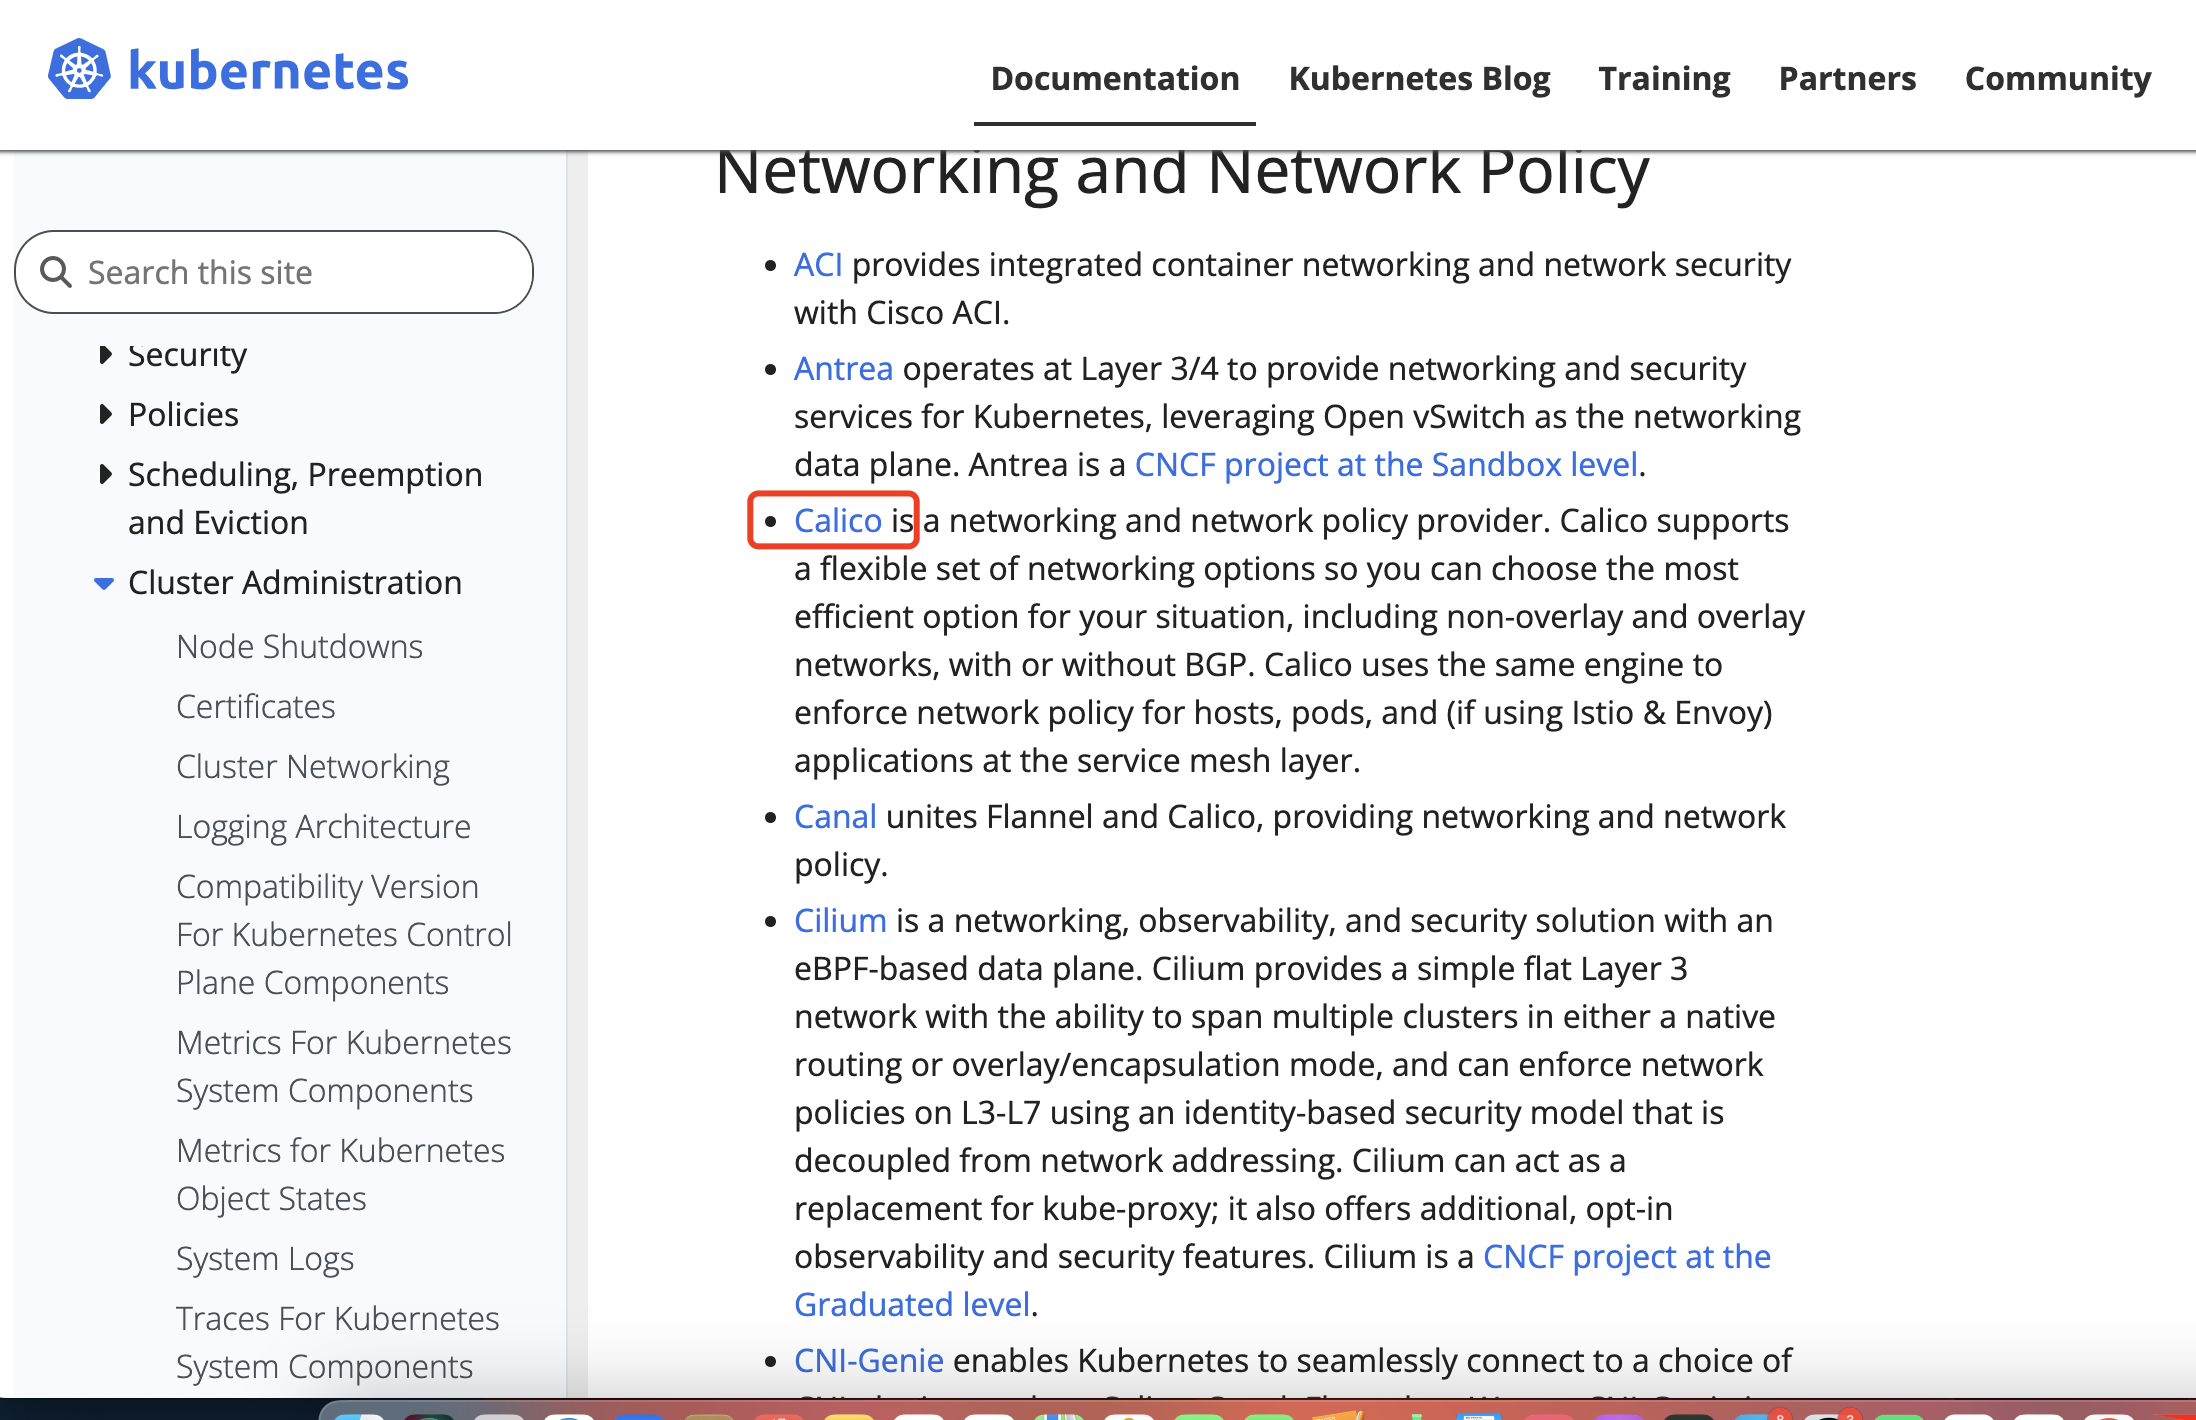 kubernetes
Documentation
Kubernetes Blog
Training
Partners
Community
Search this site
Security
Policies
Scheduling, Preemption
and Eviction
Cluster Administration
Node Shutdowns
Certificates
Cluster Networking
Logging Architecture
Compatibility Version
For Kubernetes Control
Plane Components
Metrics For Kubernetes
System Components
Metrics for Kubernetes
Object States
System Logs
Traces For Kubernetes
System Components
Networking and Network Policy
ACI provides integrated container networking and network security
with Cisco ACI.
Antrea operates at Layer 3/4 to provide networking and security
services for Kubernetes, leveraging Open vSwitch as the networking
data plane. Antrea is a CNCF project at the Sandbox level.
Calico is a networking and network policy provider. Calico supports
a flexible set of networking options so you can choose the most
efficient option for your situation, including non-overlay and overlay
networks, with or without BGP. Calico uses the same engine to
enforce network policy for hosts, pods, and (if using Istio & Envoy)
applications at the service mesh layer.
Canal unites Flannel and Calico, providing networking and network
policy.
Cilium is a networking, observability, and security solution with an
eBPF-based data plane. Cilium provides a simple flat Layer 3
network with the ability to span multiple clusters in either a native
routing or overlay/encapsulation mode, and can enforce network
policies on L3-L7 using an identity-based security model that is
decoupled from network addressing. Cilium can act as a
replacement for kube-proxy; it also offers additional, opt-in
observability and security features. Cilium is a CNCF project at the
Graduated level.
CNI-Genie enables Kubernetes to seamlessly connect to a choice of